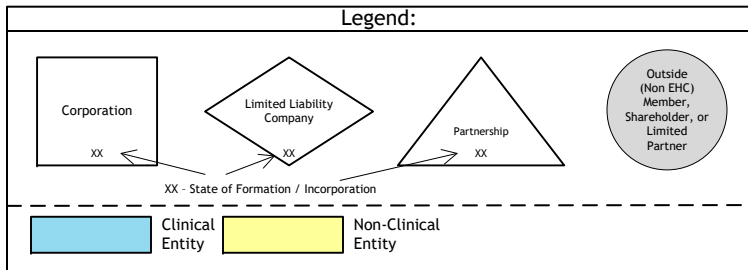 Legend:
Corporation
XX
Limited Liability
Company
XX
Partnership
XX
Outside
(Non EHC)
Member,
Shareholder, or
Limited
Partner
XX - State of Formation / Incorporation
Clinical
Entity
Non-Clinical
Entity